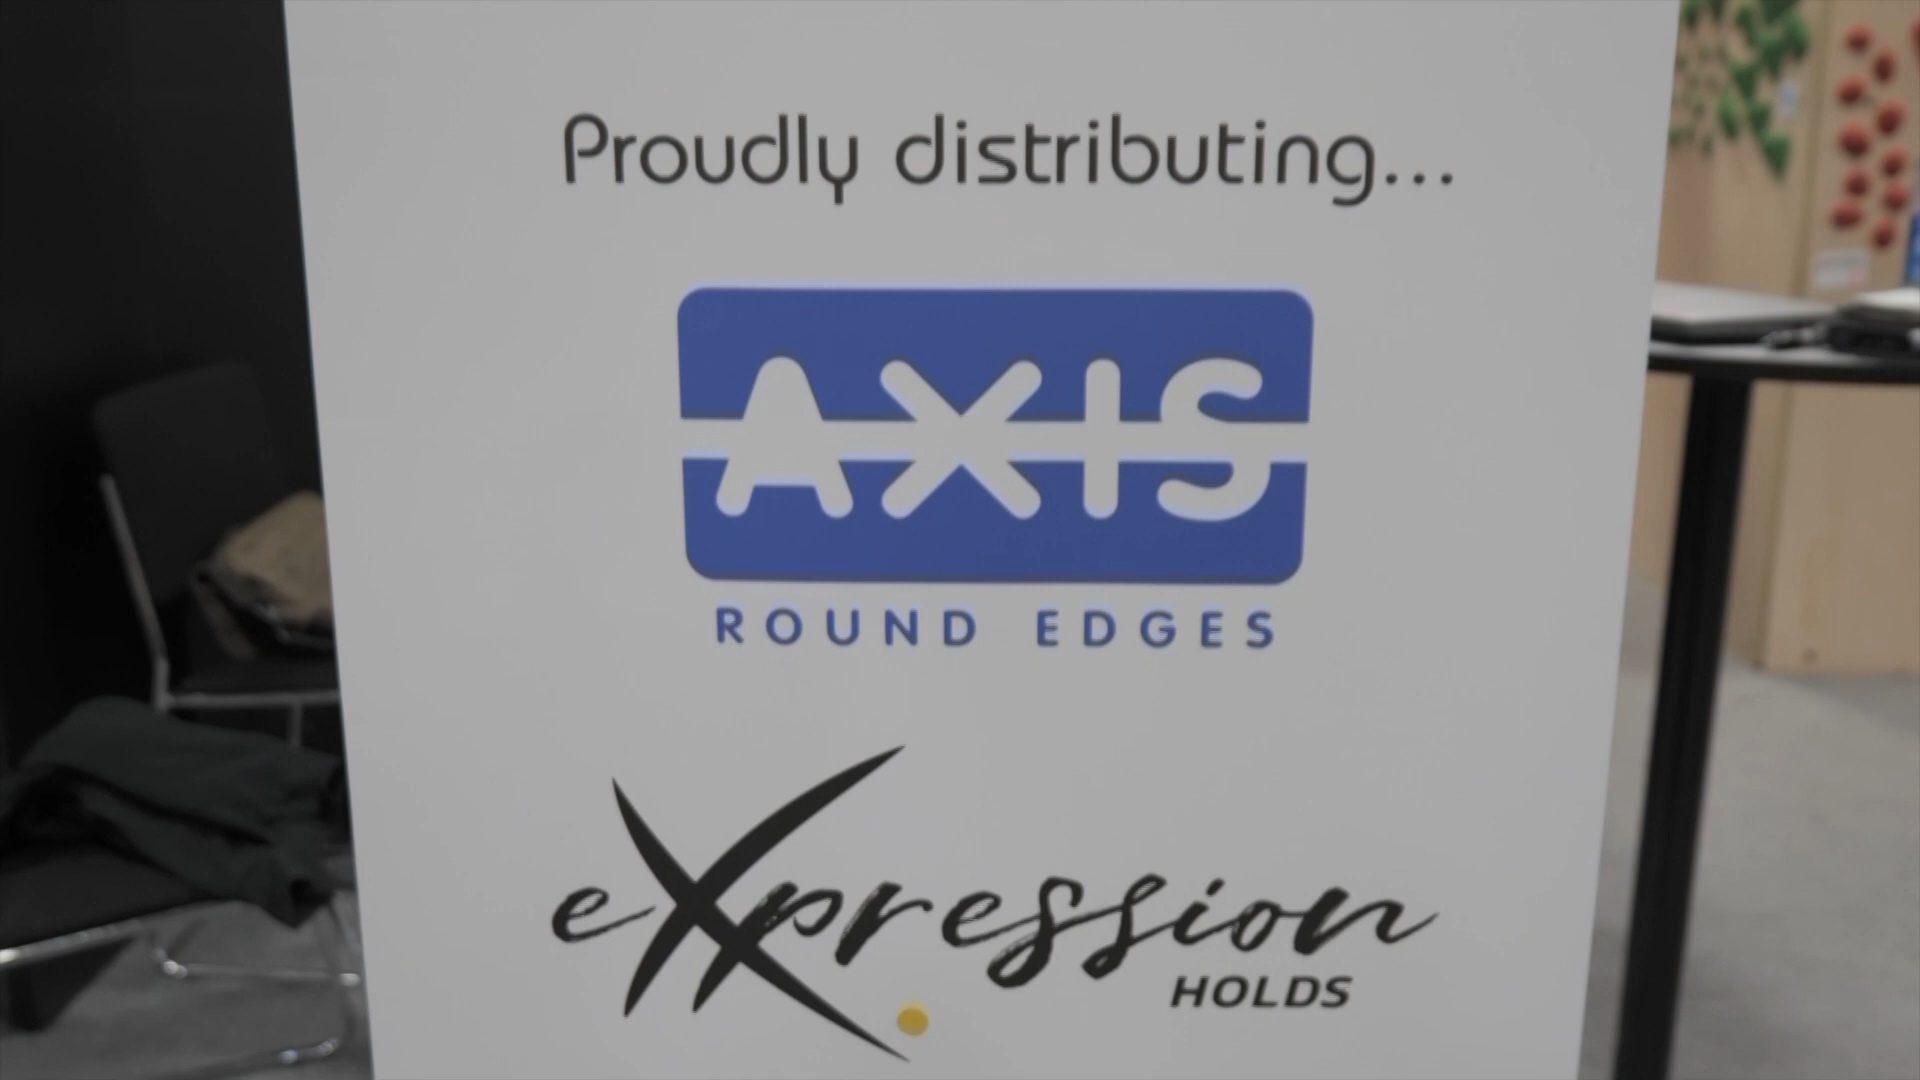 Proudly distributing...
AXIS
ROUND EDGES
eXpression
HOLDS